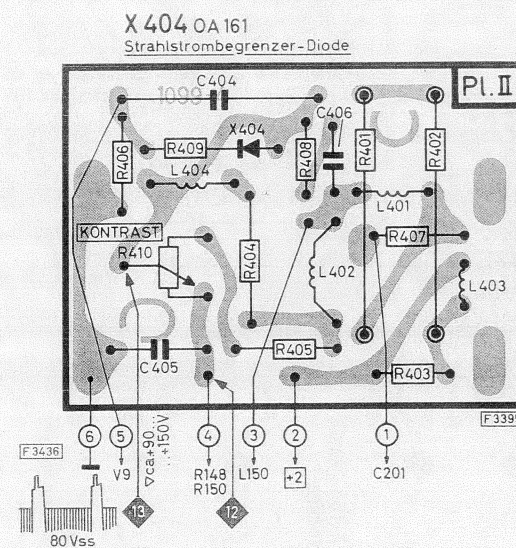 X 404 OA 161
Strahlstrombegrenzer-Diode
Pl. II
1099
C404
C406
X404
R406
R409
R408
R401
R402
L404
L401
KONTRAST
R410
R404
R407
L402
L403
C405
R405
R403
F 3399
6
5
4
3
2
1
F 3436
V9
▽ca.+90...
...+150V
13
R148
R150
12
L150
+2
C201
80 Vss